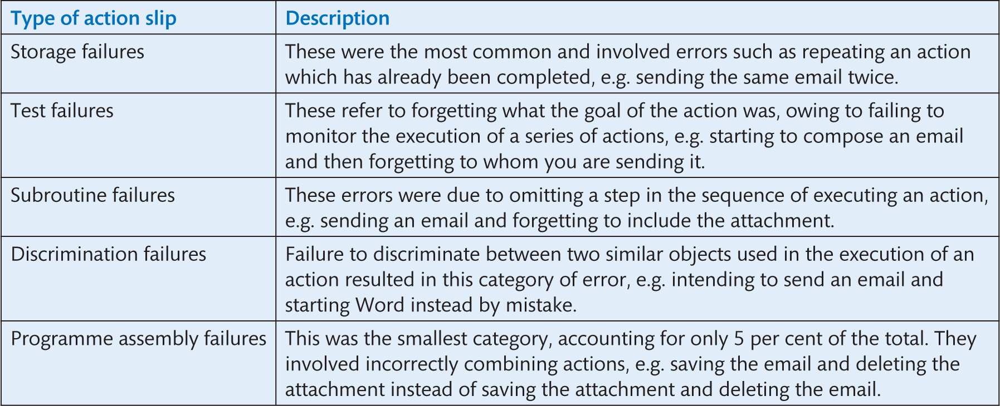 Type of action slip
Description
Storage failures
These were the most common and involved errors such as repeating an action
which has already been completed, e.g. sending the same email twice.
Test failures
These refer to forgetting what the goal of the action was, owing to failing to
monitor the execution of a series of actions, e.g. starting to compose an email
and then forgetting to whom you are sending it.
Subroutine failures
These errors were due to omitting a step in the sequence of executing an action,
e.g. sending an email and forgetting to include the attachment.
Discrimination failures
Failure to discriminate between two similar objects used in the execution of an
action resulted in this category of error, e.g. intending to send an email and
starting Word instead by mistake.
Programme assembly failures
This was the smallest category, accounting for only 5 per cent of the total. They
involved incorrectly combining actions, e.g. saving the email and deleting the
attachment instead of saving the attachment and deleting the email.